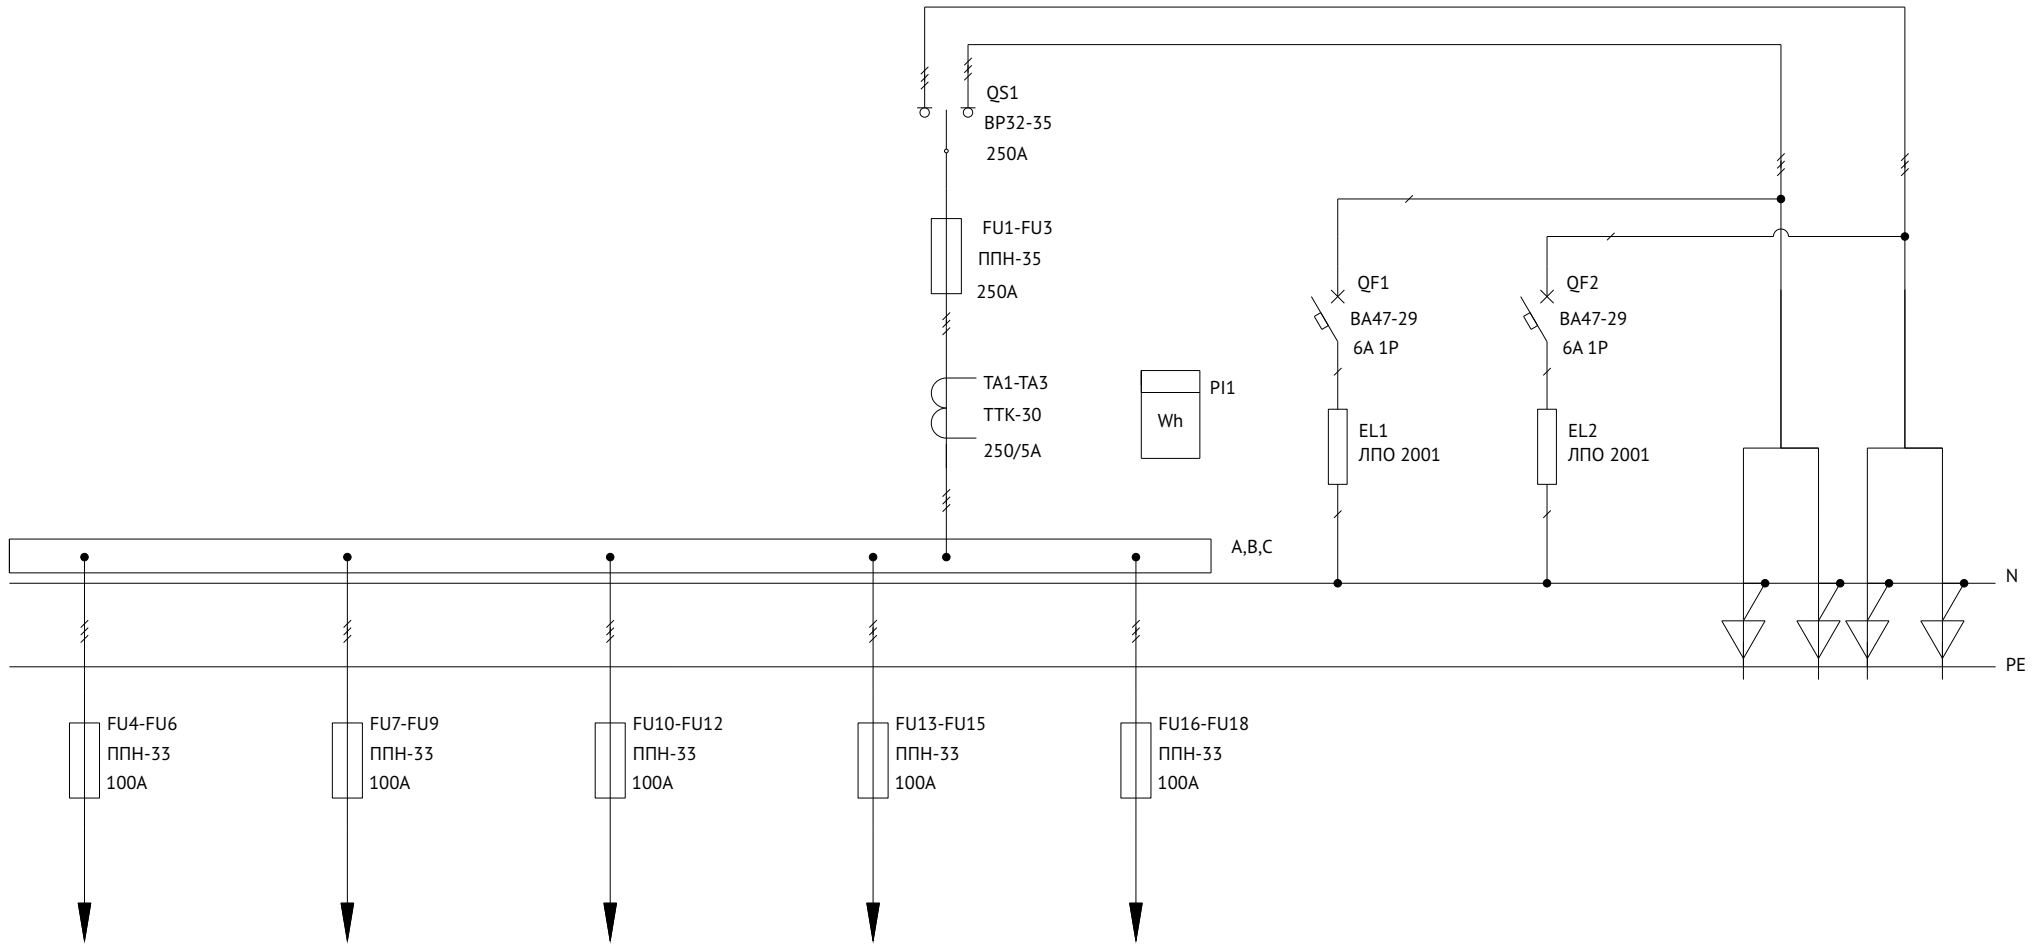 QS1
ВР32-35
250А
FU1-FU3
ППН-35
250А
QF1
ВА47-29
6А 1Р
QF2
ВА47-29
6А 1Р
TA1-TA3
ТТК-30
250/5А
PI1
Wh
EL1
ЛПО 2001
EL2
ЛПО 2001
A,B,C
N
PE
FU4-FU6
ППН-33
100А
FU7-FU9
ППН-33
100А
FU10-FU12
ППН-33
100А
FU13-FU15
ППН-33
100А
FU16-FU18
ППН-33
100А